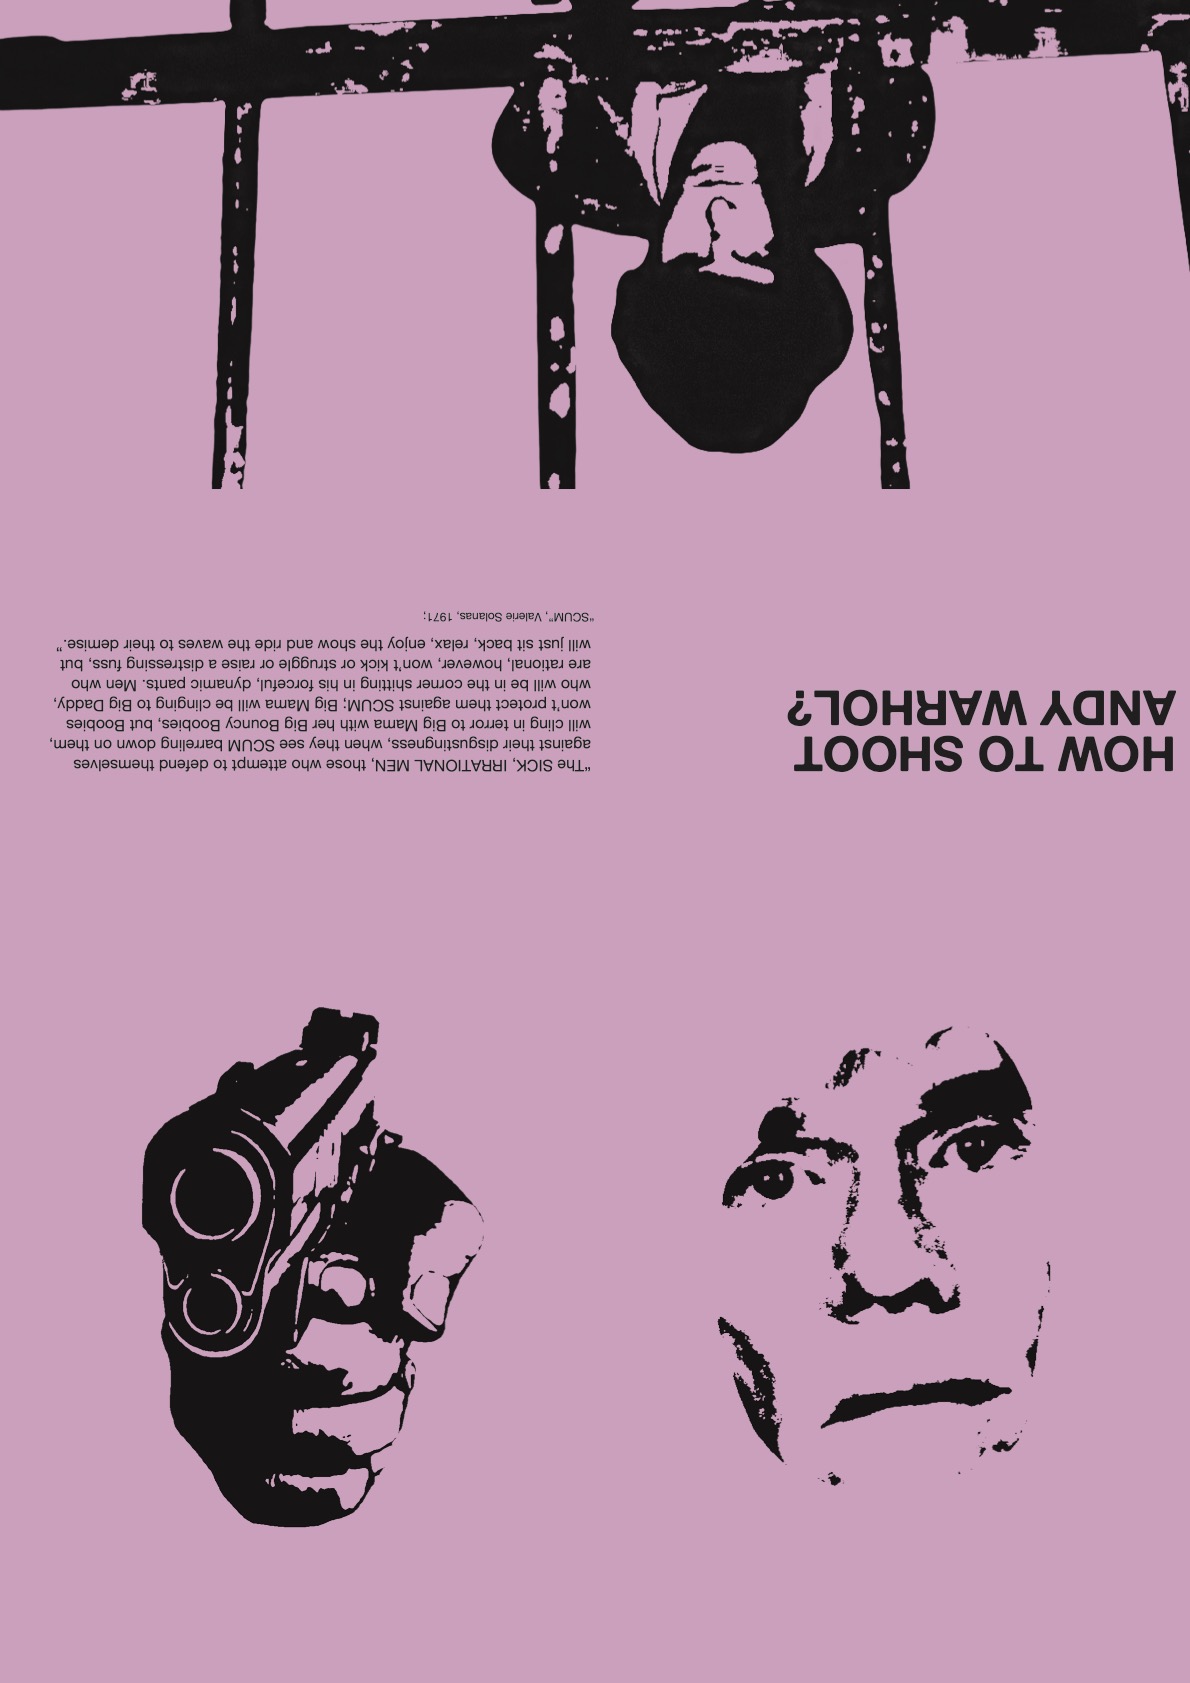 HOW TO SHOOT
ANDY WARHOL?
“The SICK, IRRATIONAL MEN, those who attempt to defend themselves
against their disgustingness, when they see SCUM barreling down on them,
will cling in terror to Big Mama with her Big Bouncy Boobies, but Boobies
won’t protect them against SCUM; Big Mama will be clinging to Big Daddy,
who will be in the corner shitting in his forceful, dynamic pants. Men who
are rational, however, won’t kick or struggle or raise a distressing fuss, but
will just sit back, relax, enjoy the show and ride the waves to their demise.”
“SCUM”, Valerie Solanas, 1971;